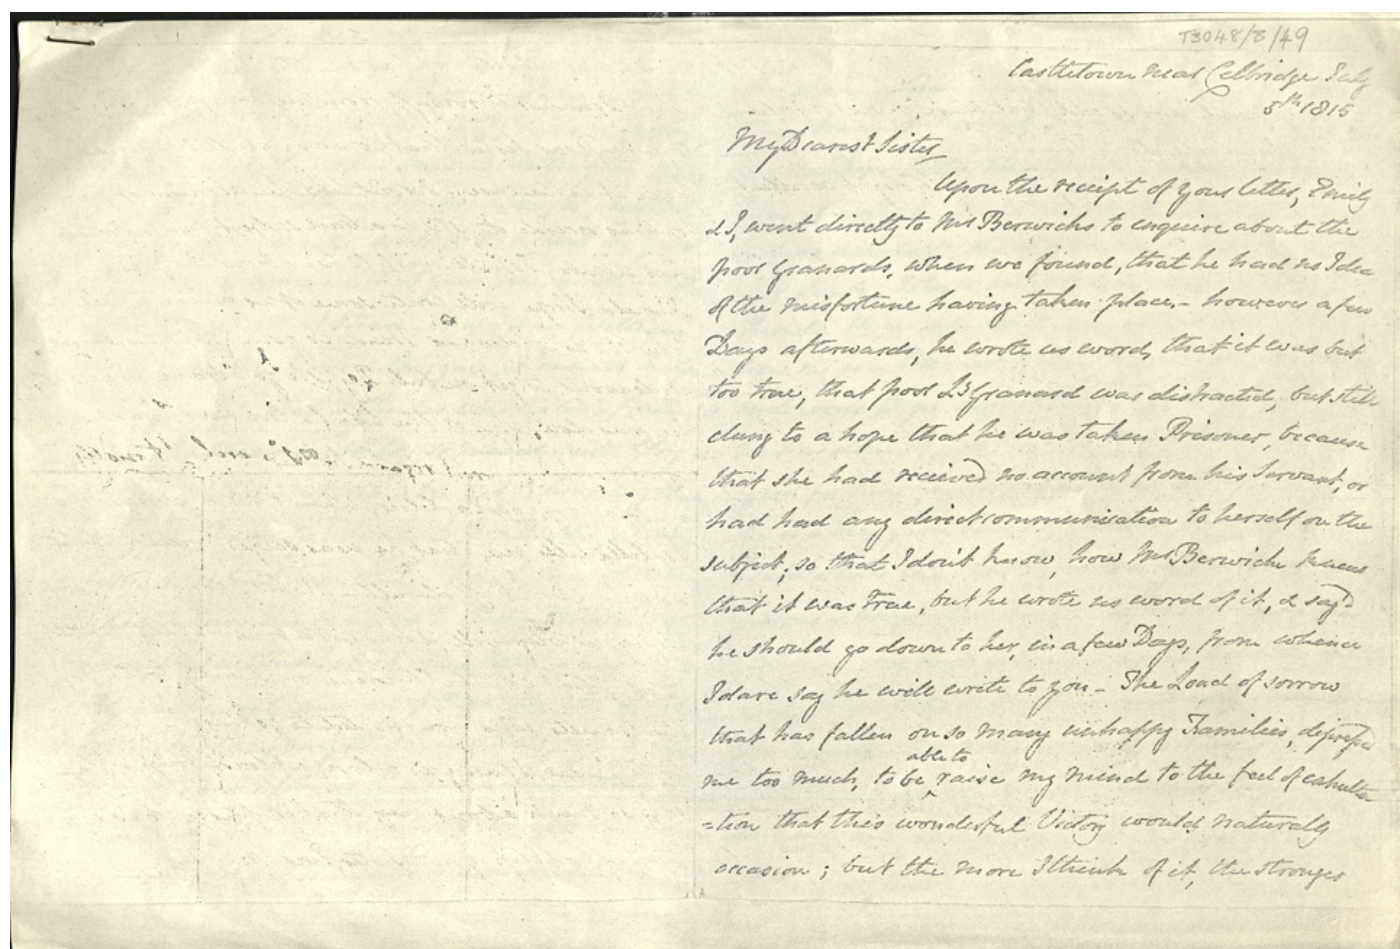 T3048/B/49
Castletown near Celbridge July
5th 1815
My Dearest Sister
Upon the receipt of your letter, Emily
& I, went directly to Mr Berwicks to enquire about the
poor Granards, when we found, that he had no Idea
of the misfortune having taken place. - however a few
Days afterwards, he wrote us word, that it was but
too true, that poor Ly Granard was distracted, but still
clung to a hope that he was taken Prisoner, because
that she had recieved no account from his Servant, or
had had any direct communication to herself on the
subject; so that I don't know, how Mr Berwick knows
that it was true, but he wrote us word of it, & say'd
he should go down to her, in a few Days, from whence
I dare say he will write to you - The Load of sorrow
that has fallen on so many unhappy Families, depress'd
me too much, to be able to raise my mind to the feel of exulta
=tion that this wonderful Victory would naturally
occasion; but the more I think of it, the stronger